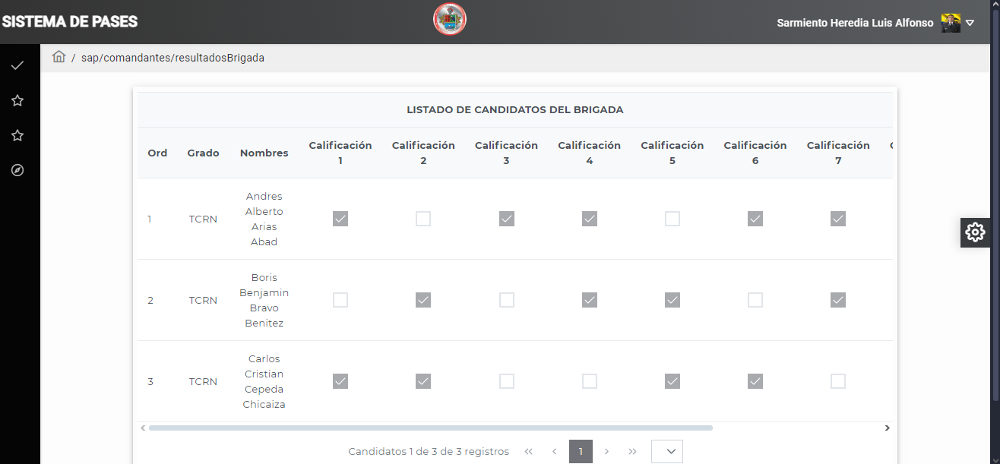 SISTEMA DE PASES
Sarmiento Heredia Luis Alfonso
/ sap/comandantes/resultadosBrigada
LISTADO DE CANDIDATOS DEL BRIGADA
Ord Grado Nombres Calificación 1 Calificación 2 Calificación 3 Calificación 4 Calificación 5 Calificación 6 Calificación 7
1 TCRN Andres
Alberto
Arias
Abad
2 TCRN Boris
Benjamin
Bravo
Benitez
3 TCRN Carlos
Cristian
Cepeda
Chicaiza
Candidatos 1 de 3 de 3 registros 1